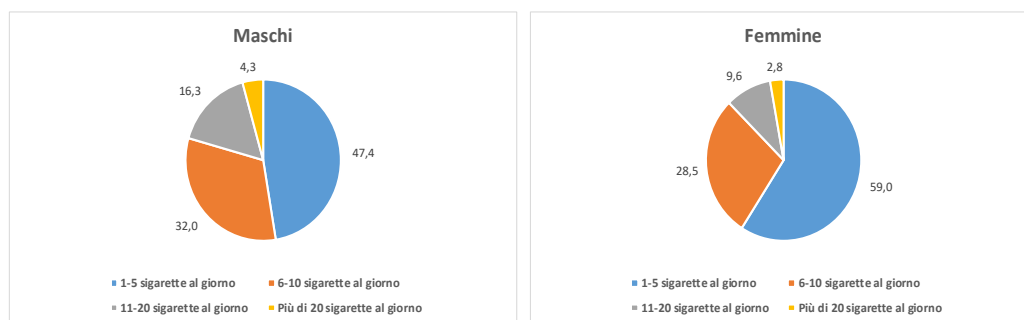 Maschi
4,3
16,3
47,4
32,0
1-5 sigarette al giorno
6-10 sigarette al giorno
11-20 sigarette al giorno
Più di 20 sigarette al giorno
Femmine
2,8
9,6
28,5
59,0
1-5 sigarette al giorno
6-10 sigarette al giorno
11-20 sigarette al giorno
Più di 20 sigarette al giorno